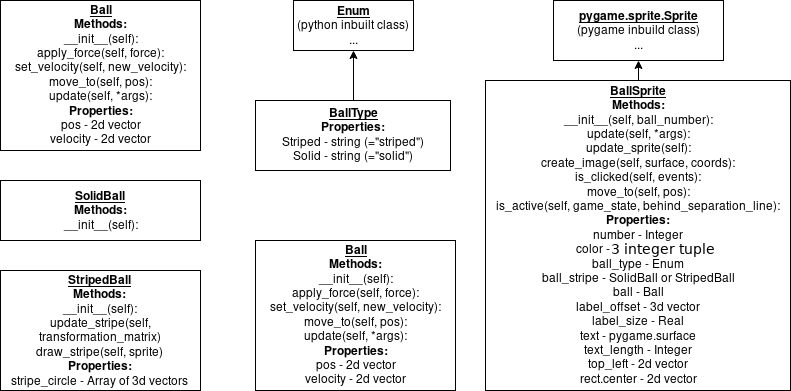 Ball
Methods:
__init__(self):
apply_force(self, force):
set_velocity(self, new_velocity):
move_to(self, pos):
update(self, *args):
Properties:
pos - 2d vector
velocity - 2d vector
SolidBall
Methods:
__init__(self):
StripedBall
Methods:
__init__(self):
update_stripe(self,
transformation_matrix)
draw_stripe(self, sprite)
Properties:
stripe_circle - Array of 3d vectors
Enum
(python inbuilt class)
...
BallType
Properties:
Striped - string (="striped")
Solid - string (="solid")
Ball
Methods:
__init__(self):
apply_force(self, force):
set_velocity(self, new_velocity):
move_to(self, pos):
update(self, *args):
Properties:
pos - 2d vector
velocity - 2d vector
pygame.sprite.Sprite
(pygame inbuild class)
...
BallSprite
Methods:
__init__(self, ball_number):
update(self, *args):
update_sprite(self):
create_image(self, surface, coords):
is_clicked(self, events):
move_to(self, pos):
is_active(self, game_state, behind_separation_line):
Properties:
number - Integer
color -3 integer tuple
ball_type - Enum
ball_stripe - SolidBall or StripedBall
ball - Ball
label_offset - 3d vector
label_size - Real
text - pygame.surface
text_length - Integer
top_left - 2d vector
rect.center - 2d vector